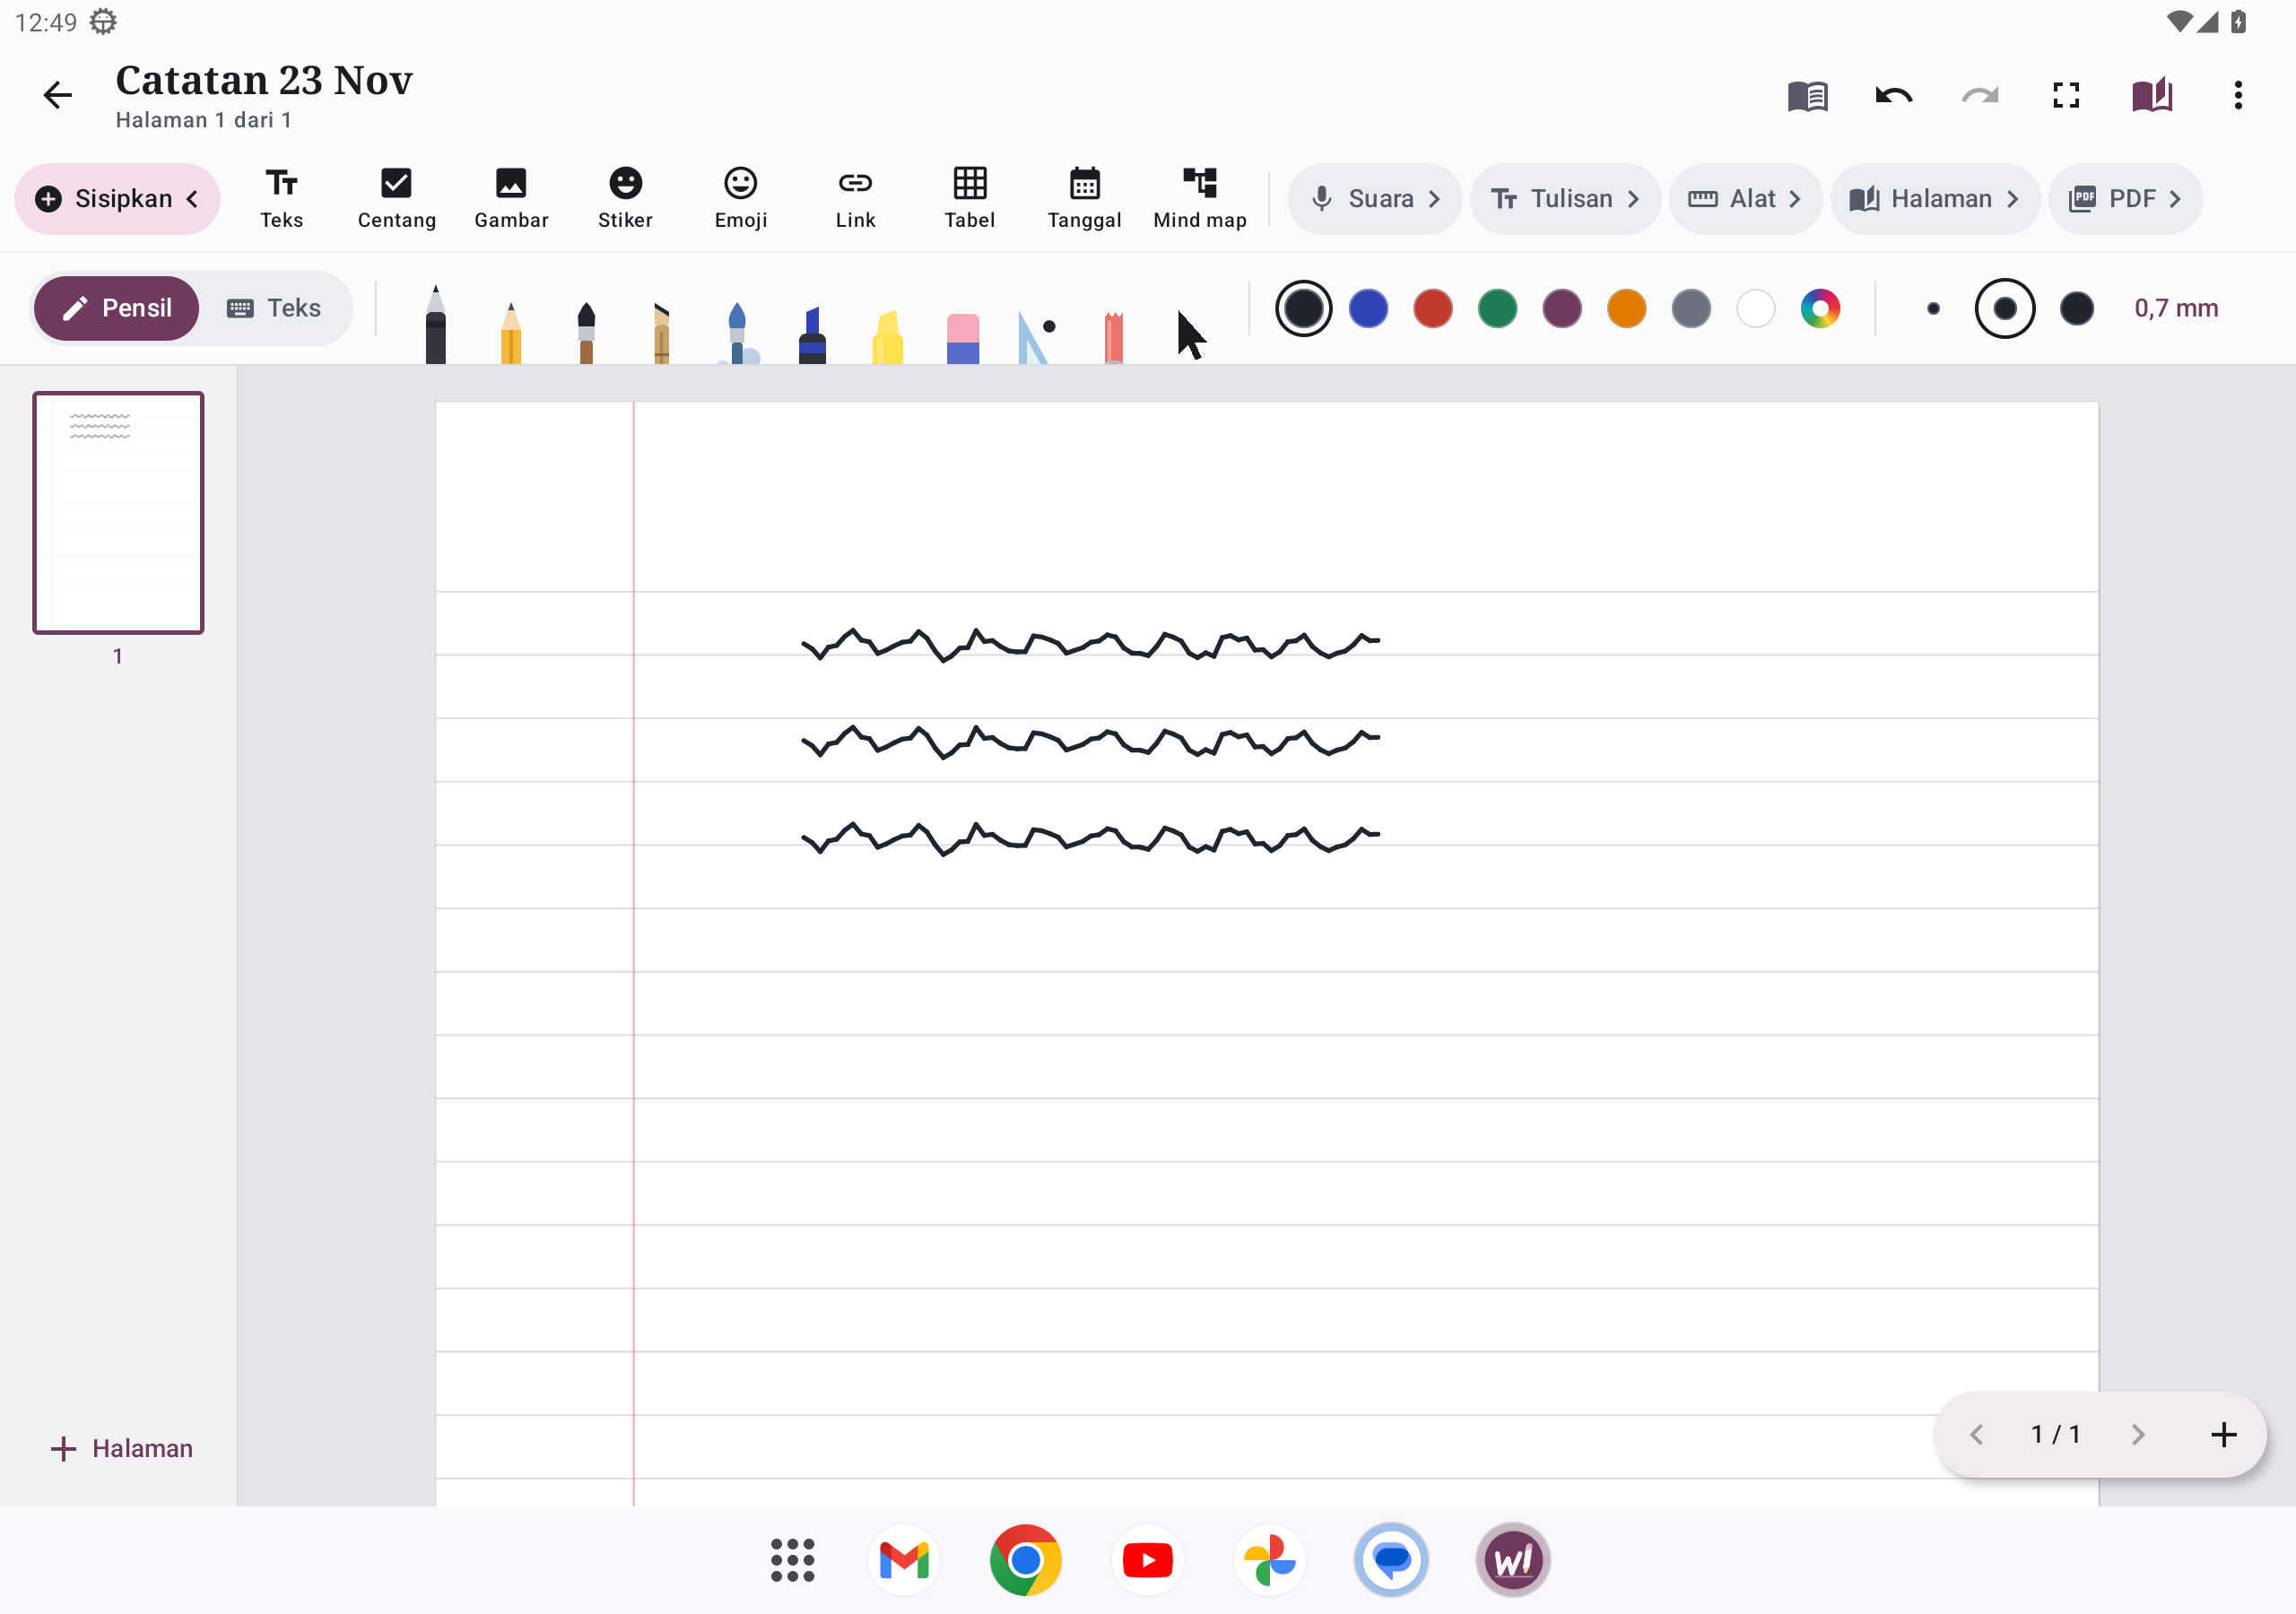 12:49
Catatan 23 Nov
Halaman 1 dari 1
Sisipkan
Teks
Centang
Gambar
Stiker
Emoji
Link
Tabel
Tanggal
Mind map
Suara
Tulisan
Alat
Halaman
PDF
PDF
Pensil
Teks
0,7 mm
1
Halaman
1 / 1